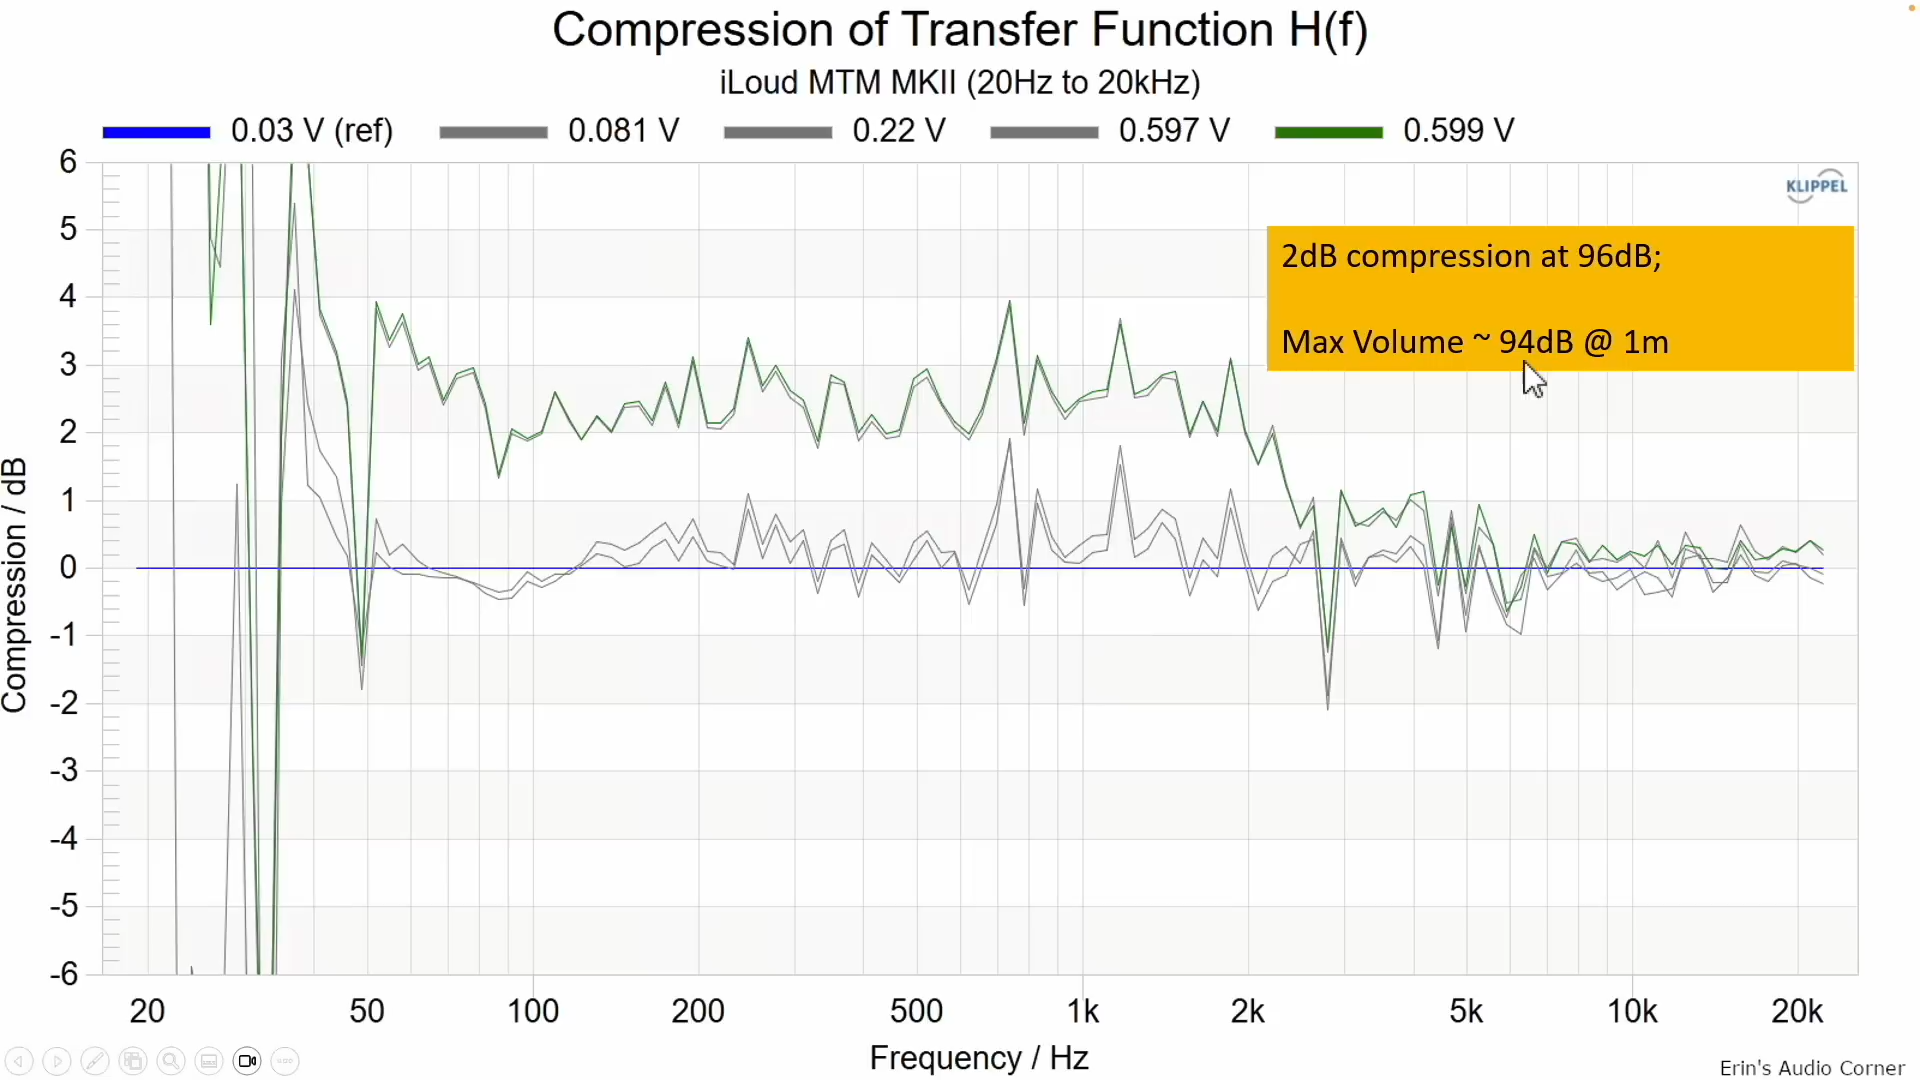 Compression of Transfer Function H(f)
iLoud MTM MKII (20Hz to 20kHz)
0.03 V (ref) 0.081 V 0.22 V 0.597 V 0.599 V
KLIPPEL
2dB compression at 96dB;
Max Volume ~ 94dB @ 1m
Compression / dB
6
5
4
3
2
1
0
-1
-2
-3
-4
-5
-6
20 50 100 200 500 1k 2k 5k 10k 20k
Frequency / Hz
Erin's Audio Corner